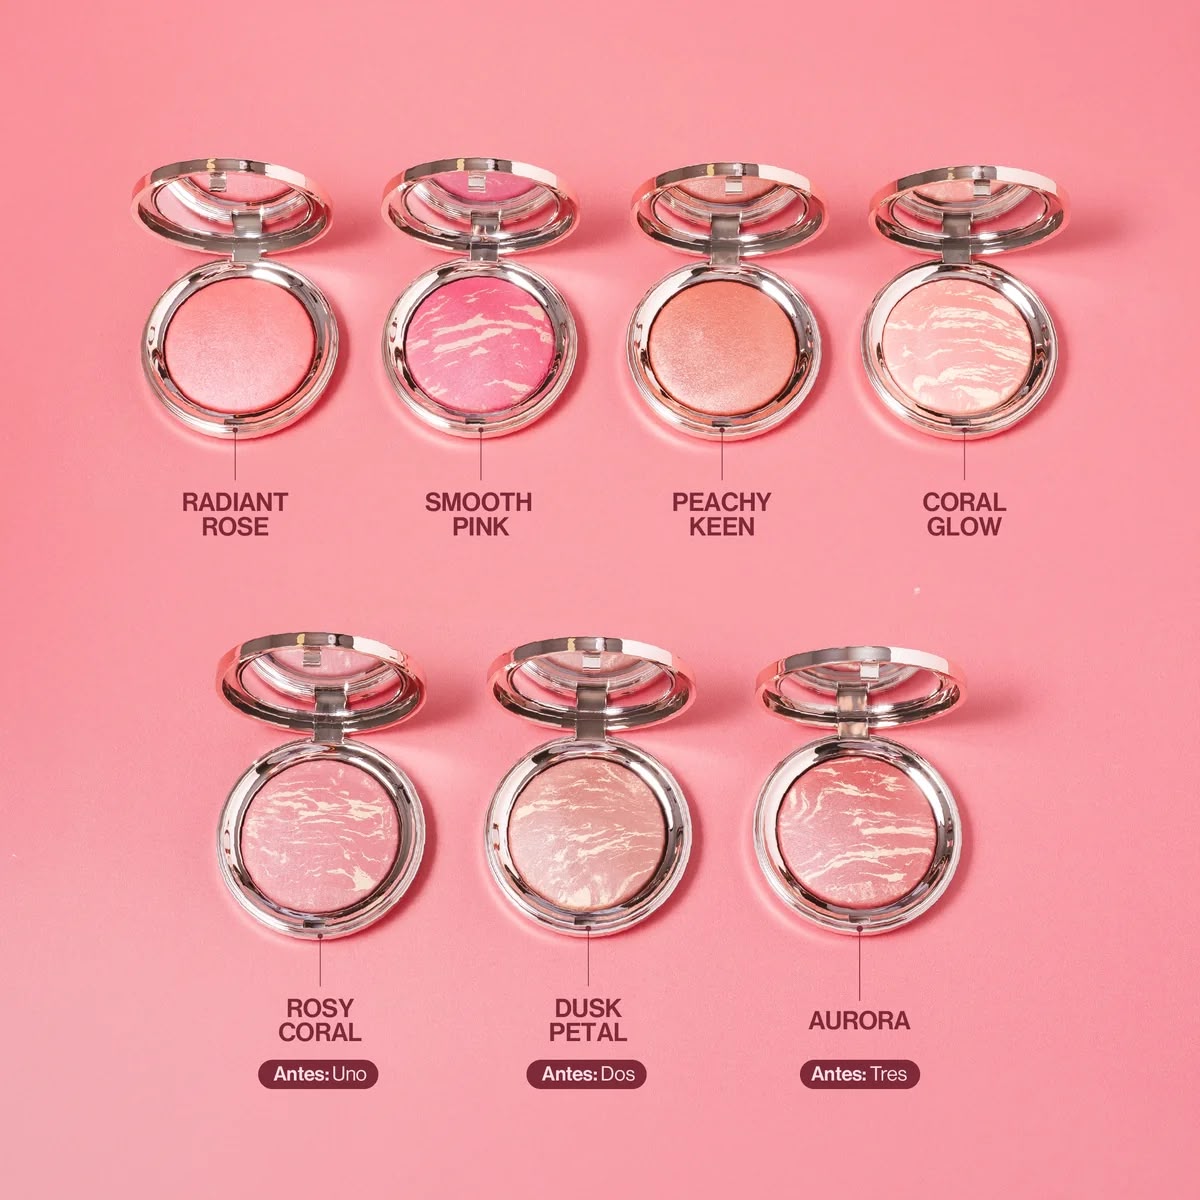 RADIANT
ROSE
SMOOTH
PINK
PEACHY
KEEN
CORAL
GLOW
ROSY
CORAL
DUSK
PETAL
AURORA
Antes: Uno
Antes: Dos
Antes: Tres